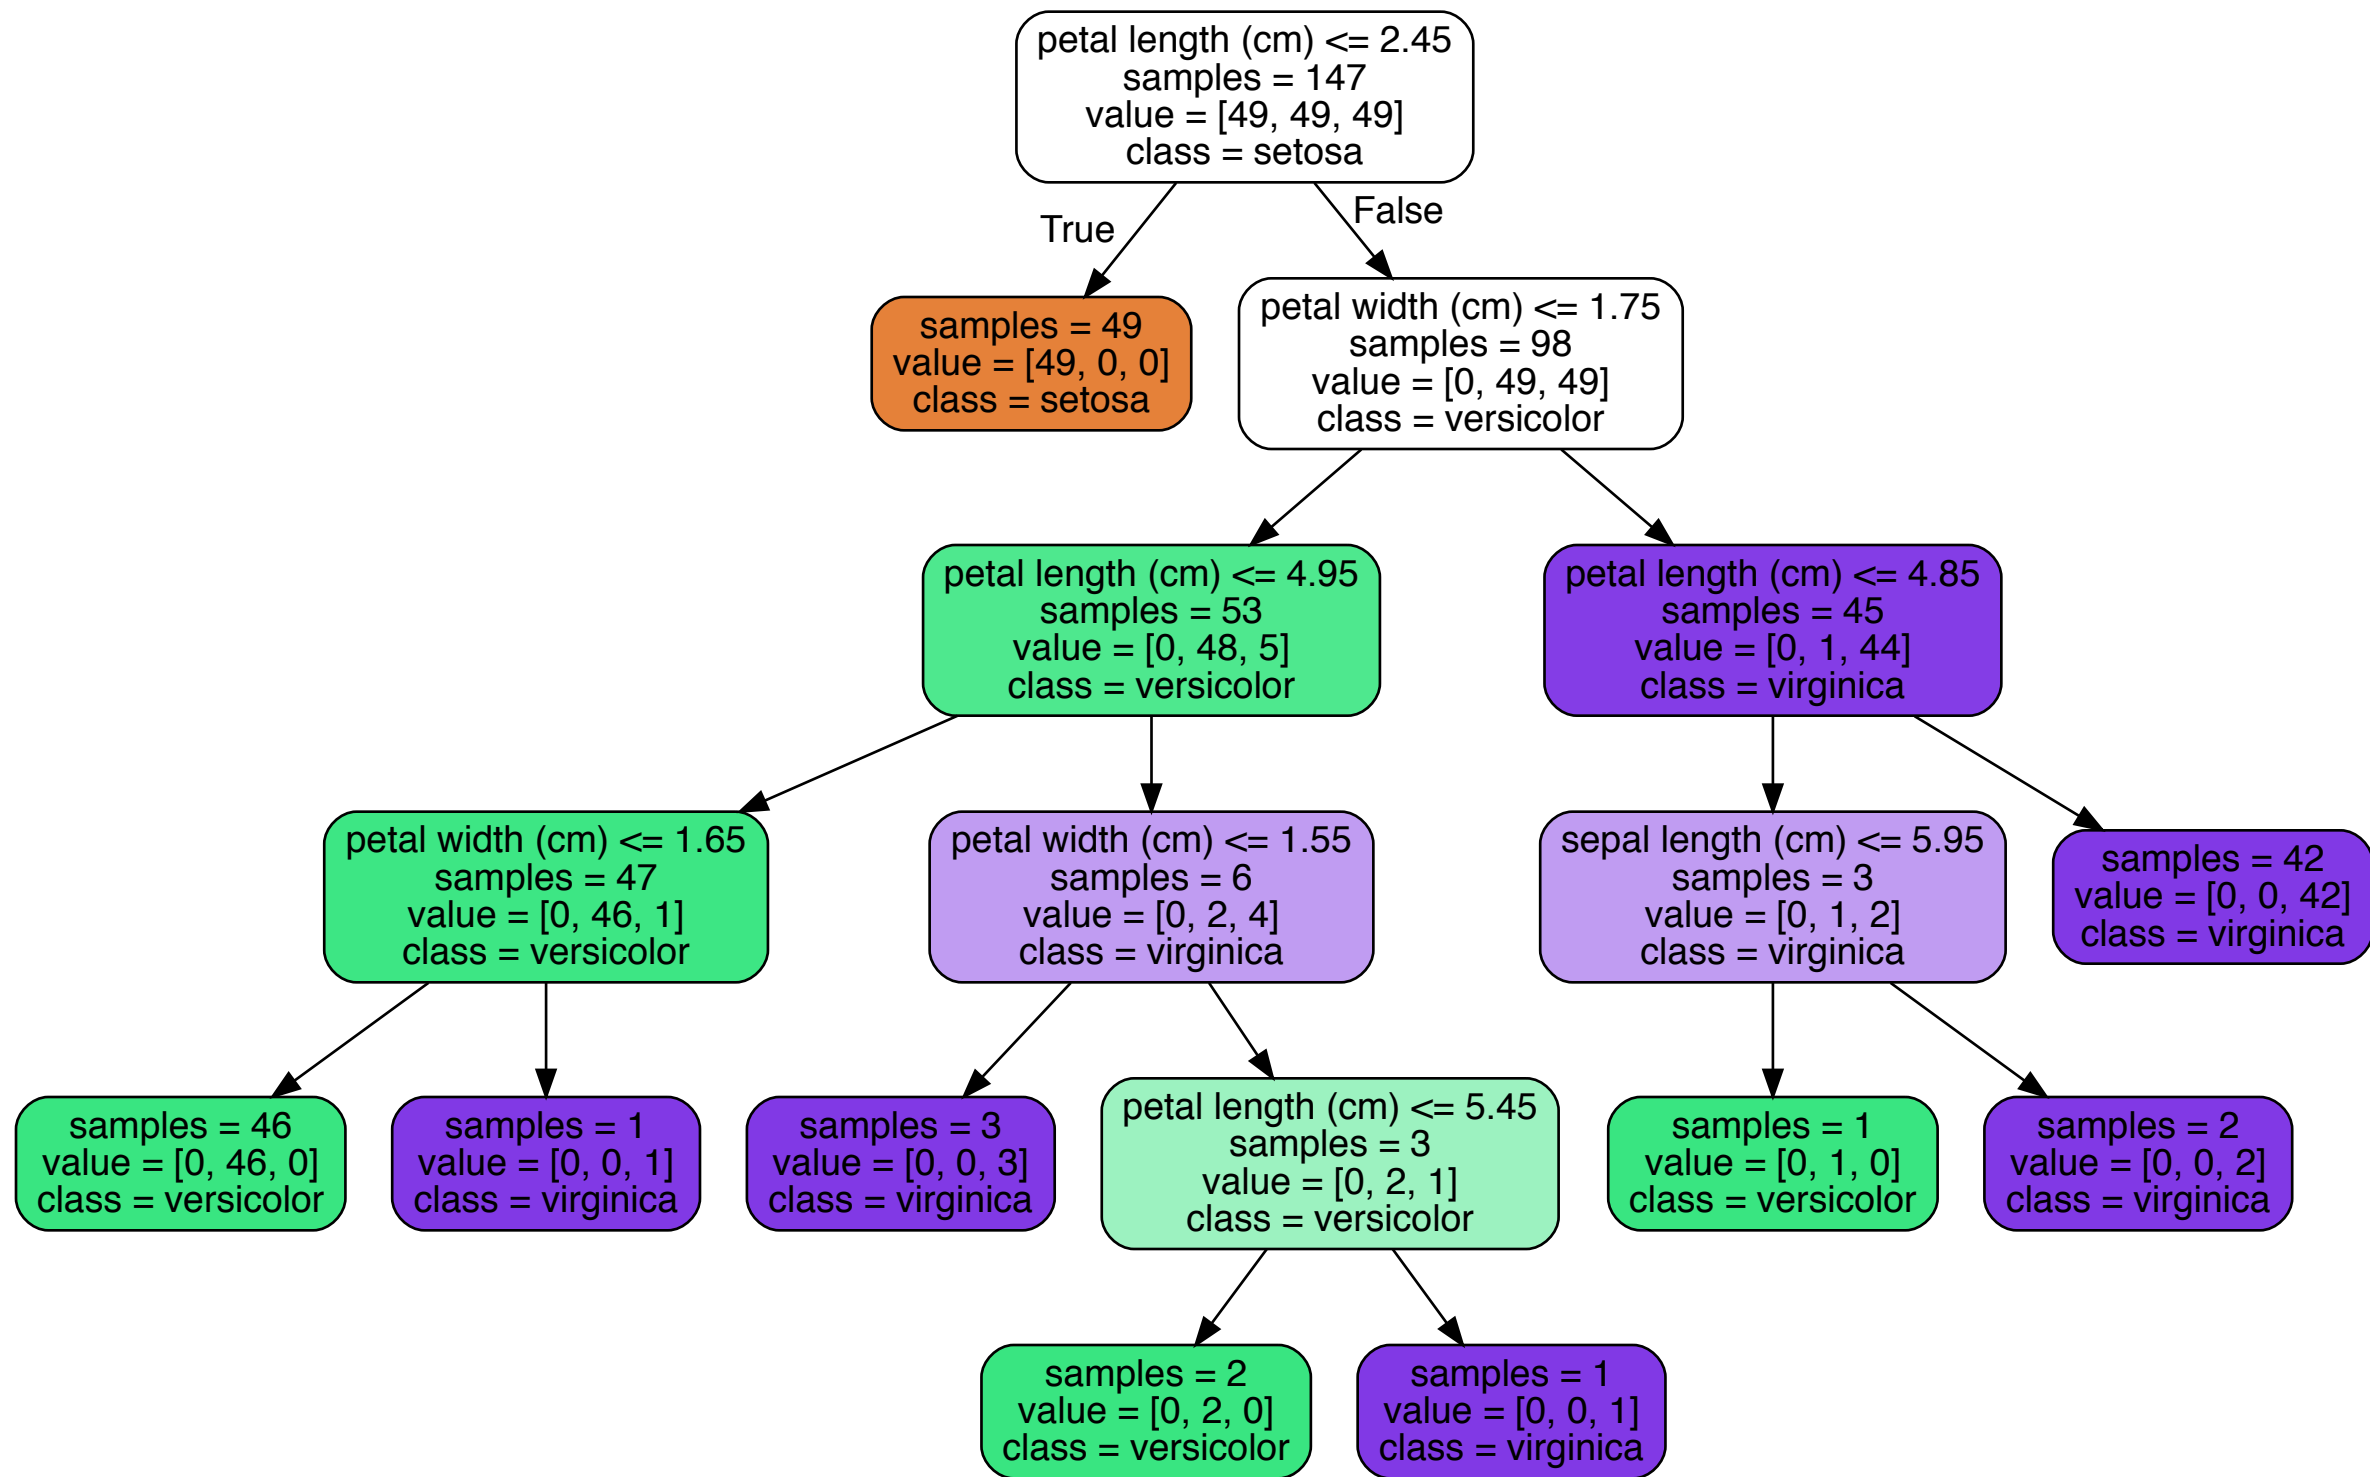 petal length (cm) <= 2.45
samples = 147
value = [49, 49, 49]
class = setosa
True
False
samples = 49
value = [49, 0, 0]
class = setosa
petal width (cm) <= 1.75
samples = 98
value = [0, 49, 49]
class = versicolor
petal length (cm) <= 4.95
samples = 53
value = [0, 48, 5]
class = versicolor
petal length (cm) <= 4.85
samples = 45
value = [0, 1, 44]
class = virginica
petal width (cm) <= 1.65
samples = 47
value = [0, 46, 1]
class = versicolor
petal width (cm) <= 1.55
samples = 6
value = [0, 2, 4]
class = virginica
sepal length (cm) <= 5.95
samples = 3
value = [0, 1, 2]
class = virginica
samples = 42
value = [0, 0, 42]
class = virginica
samples = 46
value = [0, 46, 0]
class = versicolor
samples = 1
value = [0, 0, 1]
class = virginica
samples = 3
value = [0, 0, 3]
class = virginica
petal length (cm) <= 5.45
samples = 3
value = [0, 2, 1]
class = versicolor
samples = 1
value = [0, 1, 0]
class = versicolor
samples = 2
value = [0, 0, 2]
class = virginica
samples = 2
value = [0, 2, 0]
class = versicolor
samples = 1
value = [0, 0, 1]
class = virginica